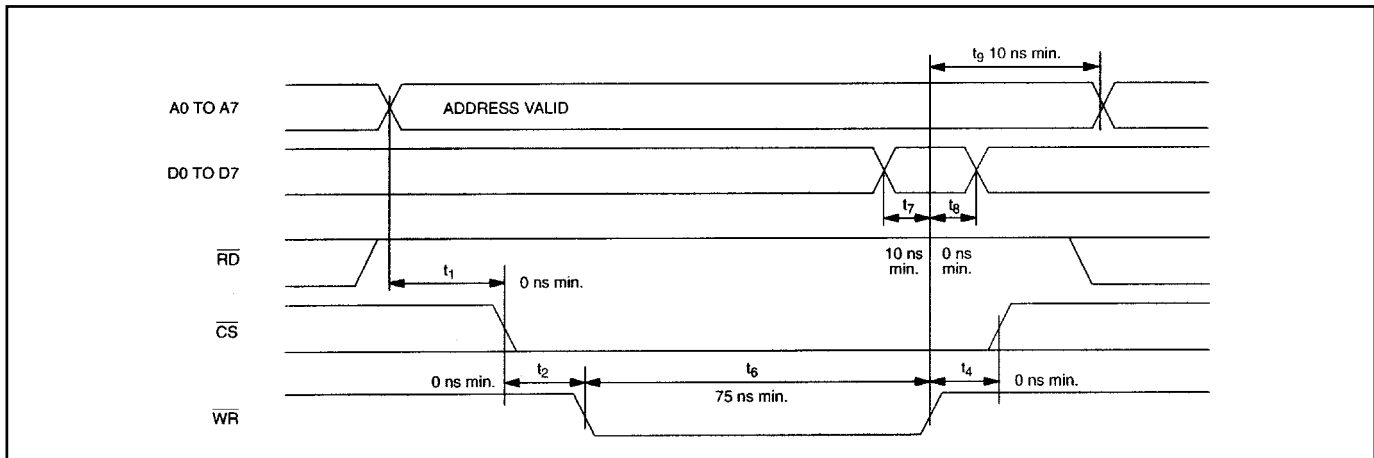 t9 10 ns min.
A0 TO A7
ADDRESS VALID
D0 TO D7
t7
t8
RD
10 ns
min.
0 ns
min.
t1
0 ns min.
CS
t2
t6
t4
0 ns min.
75 ns min.
0 ns min.
WR